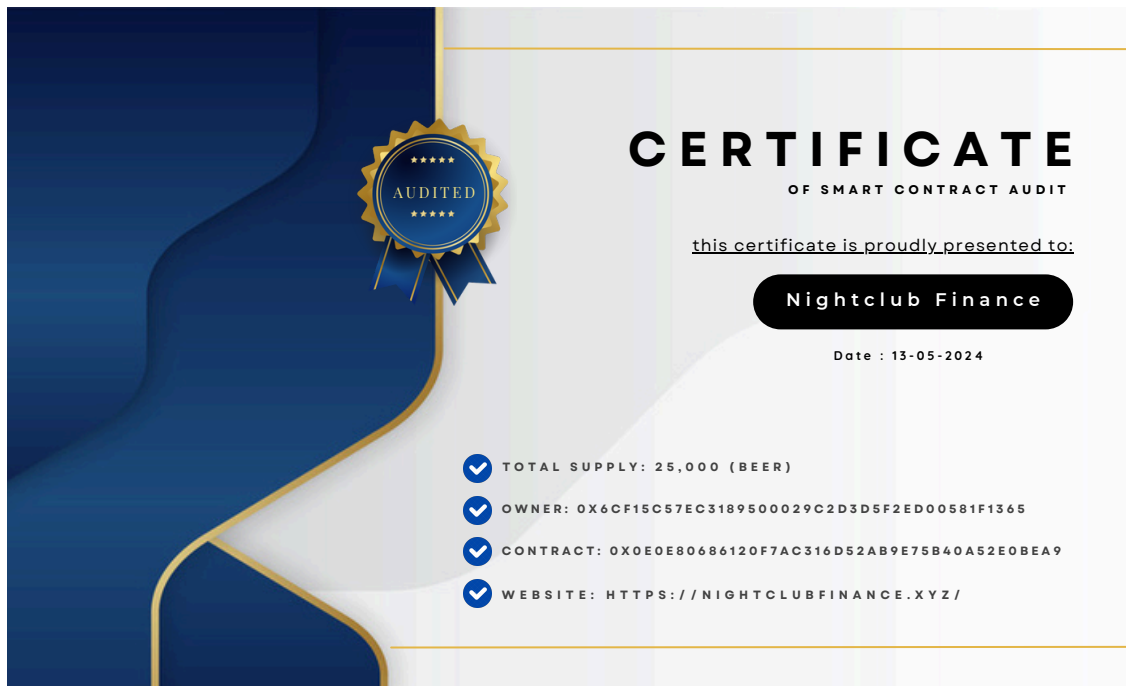 AUDITED
CERTIFICATE
OF SMART CONTRACT AUDIT
this certificate is proudly presented to:
Nightclub Finance
Date : 13-05-2024
TOTAL SUPPLY: 25,000 (BEER)
OWNER: 0X6CF15C57EC3189500029C2D3D5F2ED00581F1365
CONTRACT: 0X0E0E80686120F7AC316D52AB9E75B40A52E0BEA9
WEBSITE: HTTPS://NIGHTCLUBFINANCE.XYZ/